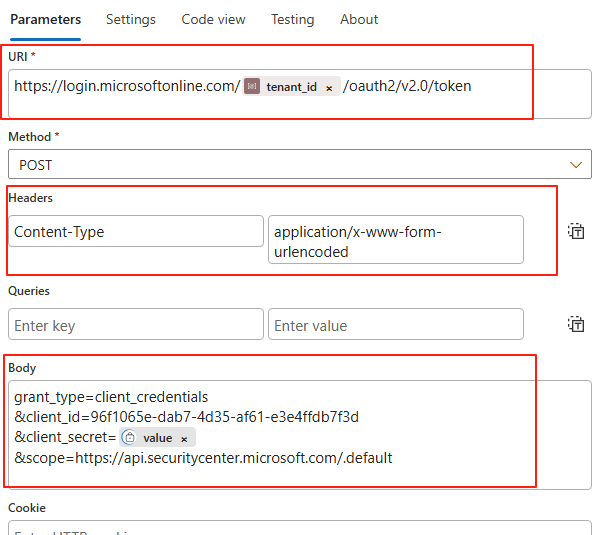 Parameters Settings Code view Testing About
URI *
https://login.microsoftonline.com/ tenant_id × /oauth2/v2.0/token
Method *
POST
Headers
Content-Type application/x-www-form-
urlencoded
Queries
Enter key Enter value
Body
grant_type=client_credentials
&client_id=96f1065e-dab7-4d35-af61-e3e4ffdb7f3d
&client_secret= value ×
&scope=https://api.securitycenter.microsoft.com/.default
Cookie